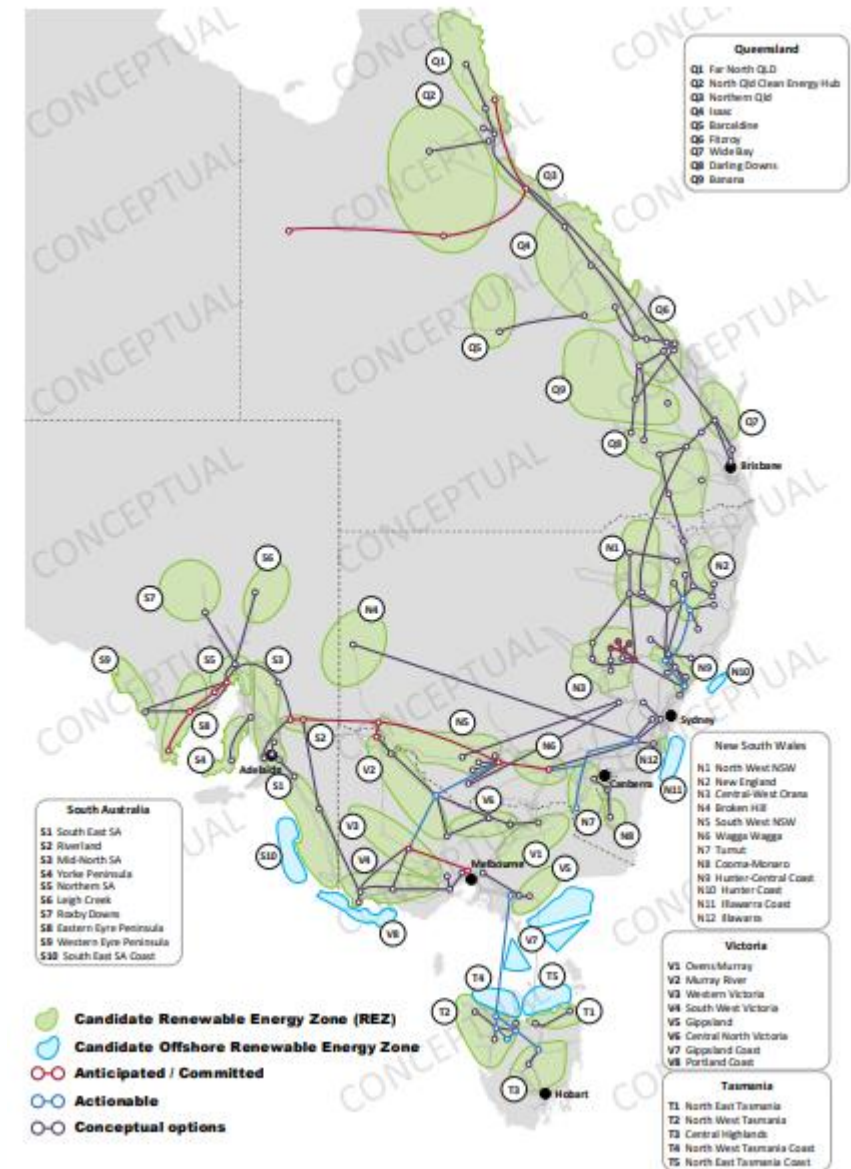 CONCEPTUAL
CONCEPTUAL
CONCEPTUAL
CONCEPTUAL
CONCEPTUAL
CONCEPTUAL
CONCEPTUAL
CONCEPTUAL
CONCEPTUAL
CONCEPTUAL
CONCEPTUAL
CONCEPTUAL
Queensland
Q1 Far North QLD
Q2 North Qld Clean Energy Hub
Q3 Northern Qld
Q4 Isaac
Q5 Barcaldine
Q6 Fitzroy
Q7 Wide Bay
Q8 Darling Downs
Q9 Banana
Q1
Q2
Q3
Q4
Q5
Q6
Q9
Q7
Q8
Brisbane
N1
N2
S6
S7
N4
S9
S5
S3
N3
N9
N10
S8
S2
N5
Sydney
S4
Adelaide
V2
N6
N12
Canberra
N11
S1
V6
N7
N8
V3
V4
V1
V5
Melbourne
S10
V8
V7
T4
T5
T2
T1
T3
Hobart
New South Wales
N1 North West NSW
N2 New England
N3 Central-West Orana
N4 Broken Hill
N5 South West NSW
N6 Wagga Wagga
N7 Tumut
N8 Cooma-Monaro
N9 Hunter-Central Coast
N10 Hunter Coast
N11 Illawarra Coast
N12 Illawarra
South Australia
S1 South East SA
S2 Riverland
S3 Mid-North SA
S4 Yorke Peninsula
S5 Northern SA
S6 Leigh Creek
S7 Roxby Downs
S8 Eastern Eyre Peninsula
S9 Western Eyre Peninsula
S10 South East SA Coast
Victoria
V1 Ovens Murray
V2 Murray River
V3 Western Victoria
V4 South West Victoria
V5 Gippsland
V6 Central North Victoria
V7 Gippsland Coast
V8 Portland Coast
Tasmania
T1 North East Tasmania
T2 North West Tasmania
T3 Central Highlands
T4 North West Tasmania Coast
T5 North East Tasmania Coast
Candidate Renewable Energy Zone (REZ)
Candidate Offshore Renewable Energy Zone
Anticipated / Committed
Actionable
Conceptual options